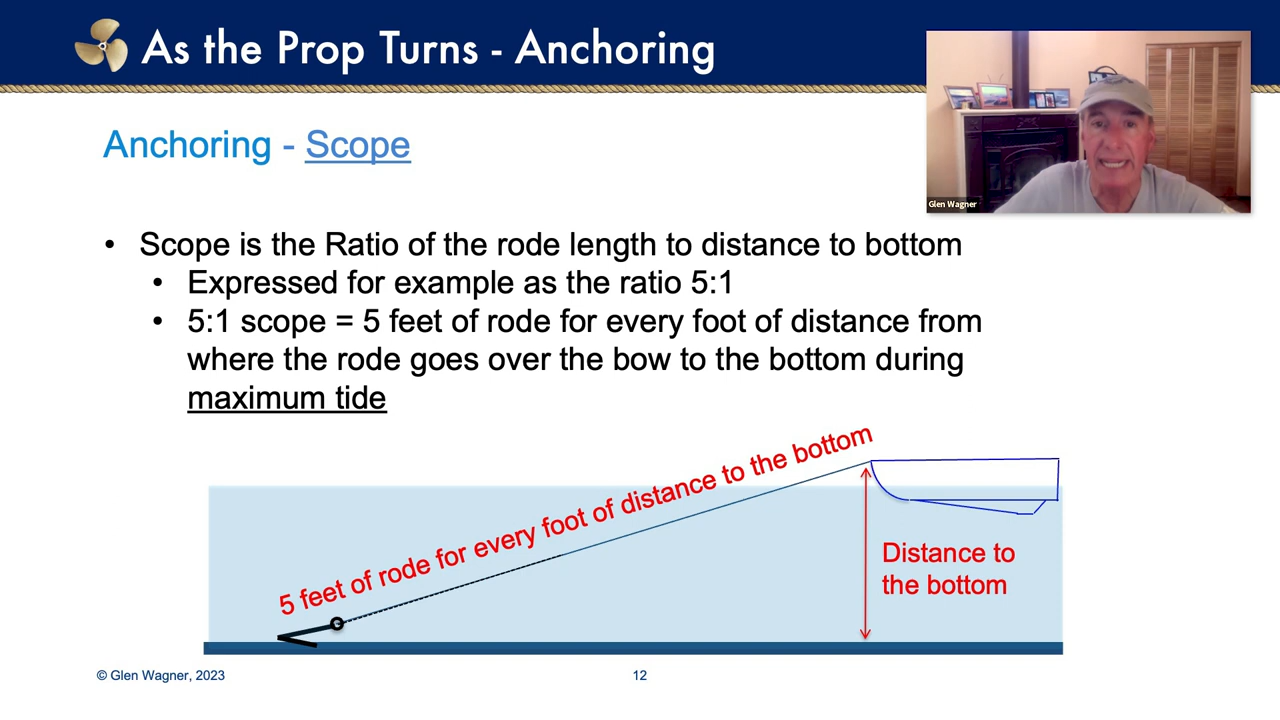 As the Prop Turns - Anchoring
Glen Wagner
Anchoring - Scope
• Scope is the Ratio of the rode length to distance to bottom
• Expressed for example as the ratio 5:1
• 5:1 scope = 5 feet of rode for every foot of distance from
where the rode goes over the bow to the bottom during
maximum tide
5 feet of rode for every foot of distance to the bottom
Distance to
the bottom
© Glen Wagner, 2023
12